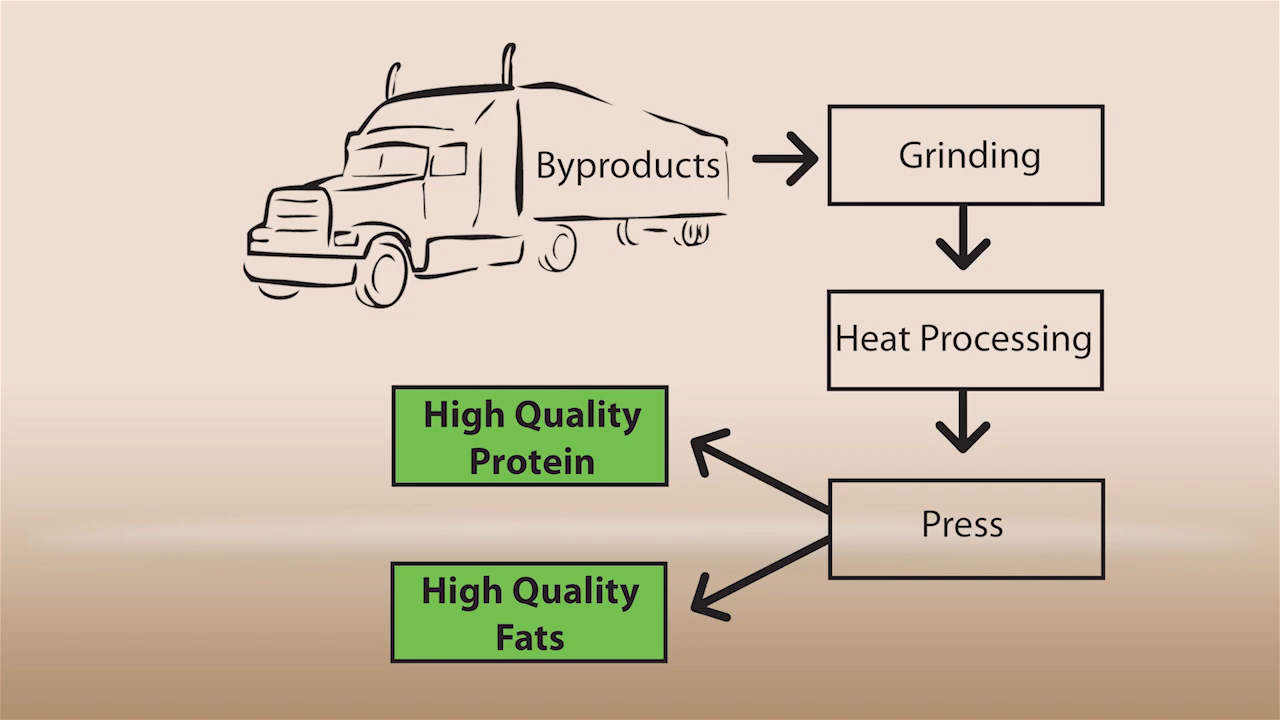 Byproducts
Grinding
Heat Processing
Press
High Quality
Protein
High Quality
Fats